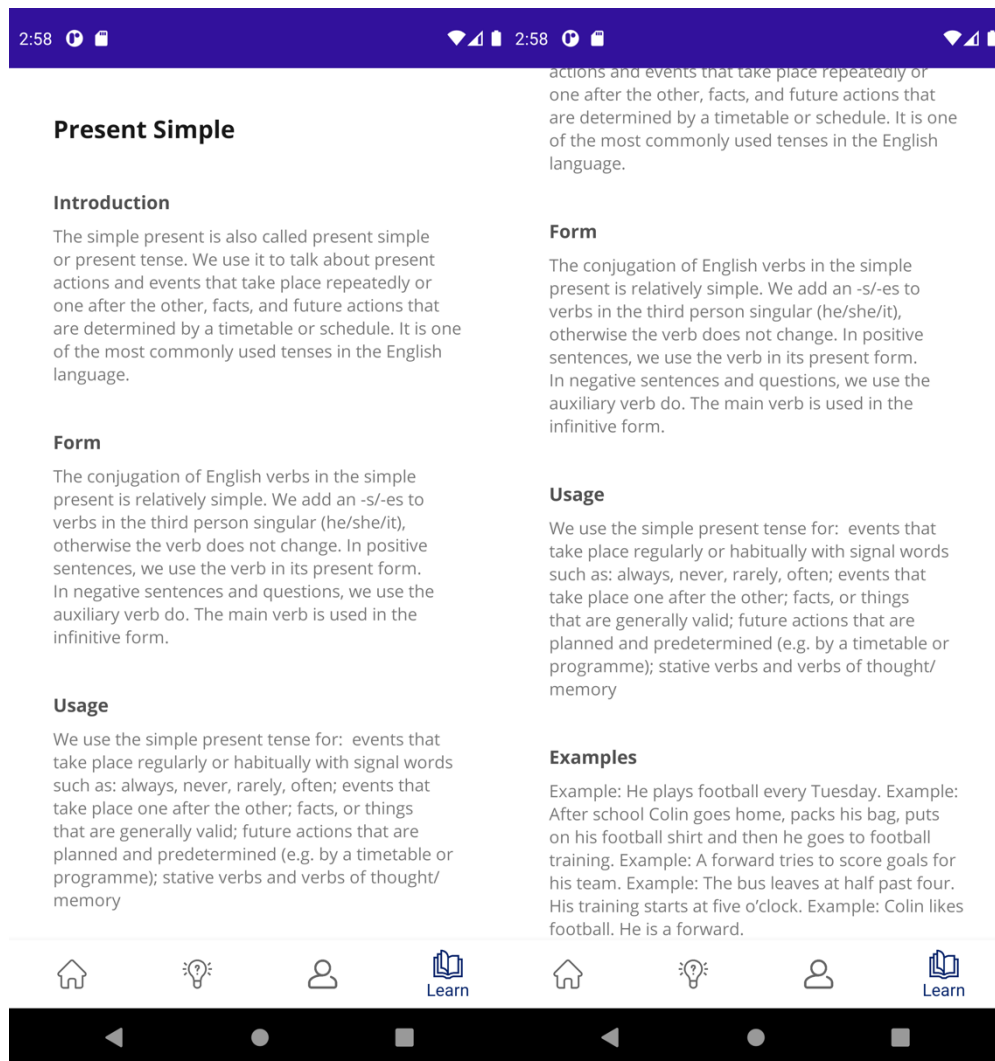 2:58
Present Simple
Introduction
The simple present is also called present simple
or present tense. We use it to talk about present
actions and events that take place repeatedly or
one after the other, facts, and future actions that
are determined by a timetable or schedule. It is one
of the most commonly used tenses in the English
language.
Form
The conjugation of English verbs in the simple
present is relatively simple. We add an -s/-es to
verbs in the third person singular (he/she/it),
otherwise the verb does not change. In positive
sentences, we use the verb in its present form.
In negative sentences and questions, we use the
auxiliary verb do. The main verb is used in the
infinitive form.
Usage
We use the simple present tense for:  events that
take place regularly or habitually with signal words
such as: always, never, rarely, often; events that
take place one after the other; facts, or things
that are generally valid; future actions that are
planned and predetermined (e.g. by a timetable or
programme); stative verbs and verbs of thought/
memory
Learn
2:58
actions and events that take place repeatedly or
one after the other, facts, and future actions that
are determined by a timetable or schedule. It is one
of the most commonly used tenses in the English
language.
Form
The conjugation of English verbs in the simple
present is relatively simple. We add an -s/-es to
verbs in the third person singular (he/she/it),
otherwise the verb does not change. In positive
sentences, we use the verb in its present form.
In negative sentences and questions, we use the
auxiliary verb do. The main verb is used in the
infinitive form.
Usage
We use the simple present tense for:  events that
take place regularly or habitually with signal words
such as: always, never, rarely, often; events that
take place one after the other; facts, or things
that are generally valid; future actions that are
planned and predetermined (e.g. by a timetable or
programme); stative verbs and verbs of thought/
memory
Examples
Example: He plays football every Tuesday. Example:
After school Colin goes home, packs his bag, puts
on his football shirt and then he goes to football
training. Example: A forward tries to score goals for
his team. Example: The bus leaves at half past four.
His training starts at five o’clock. Example: Colin likes
football. He is a forward.
Learn